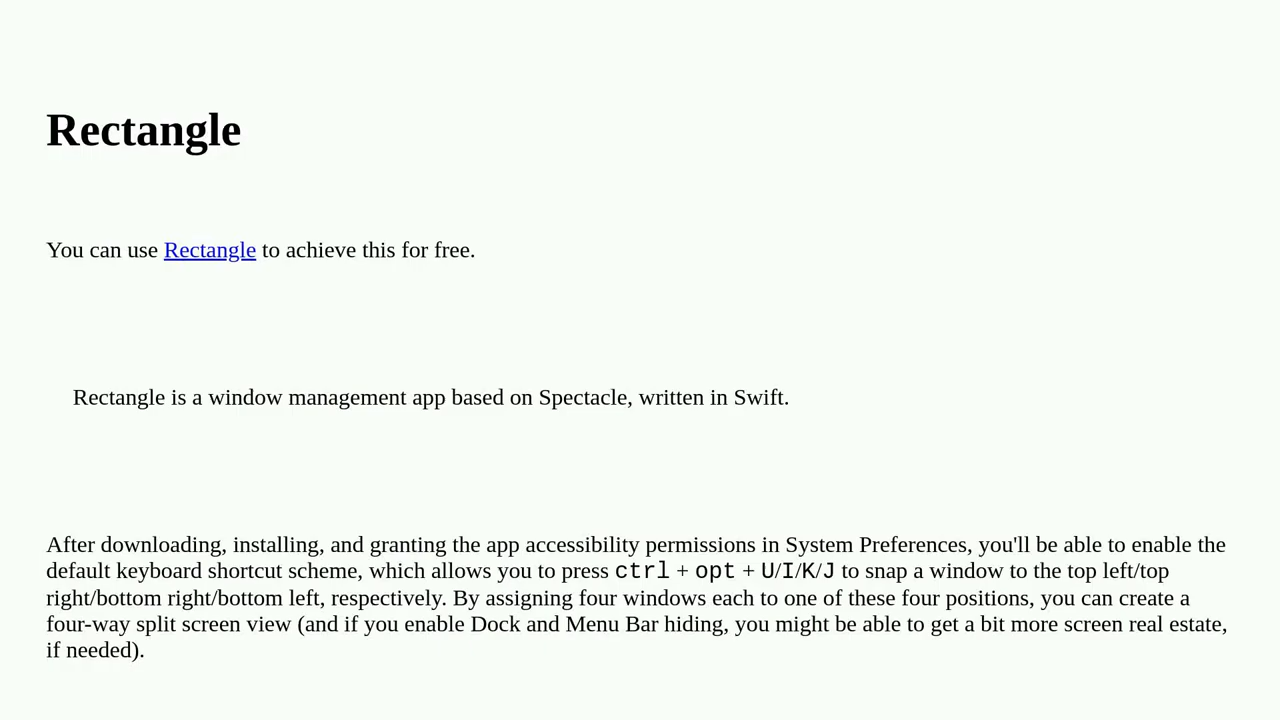 Rectangle
You can use Rectangle to achieve this for free.
Rectangle is a window management app based on Spectacle, written in Swift.
After downloading, installing, and granting the app accessibility permissions in System Preferences, you'll be able to enable the
default keyboard shortcut scheme, which allows you to press ctrl + opt + U/I/K/J to snap a window to the top left/top
right/bottom right/bottom left, respectively. By assigning four windows each to one of these four positions, you can create a
four-way split screen view (and if you enable Dock and Menu Bar hiding, you might be able to get a bit more screen real estate,
if needed).